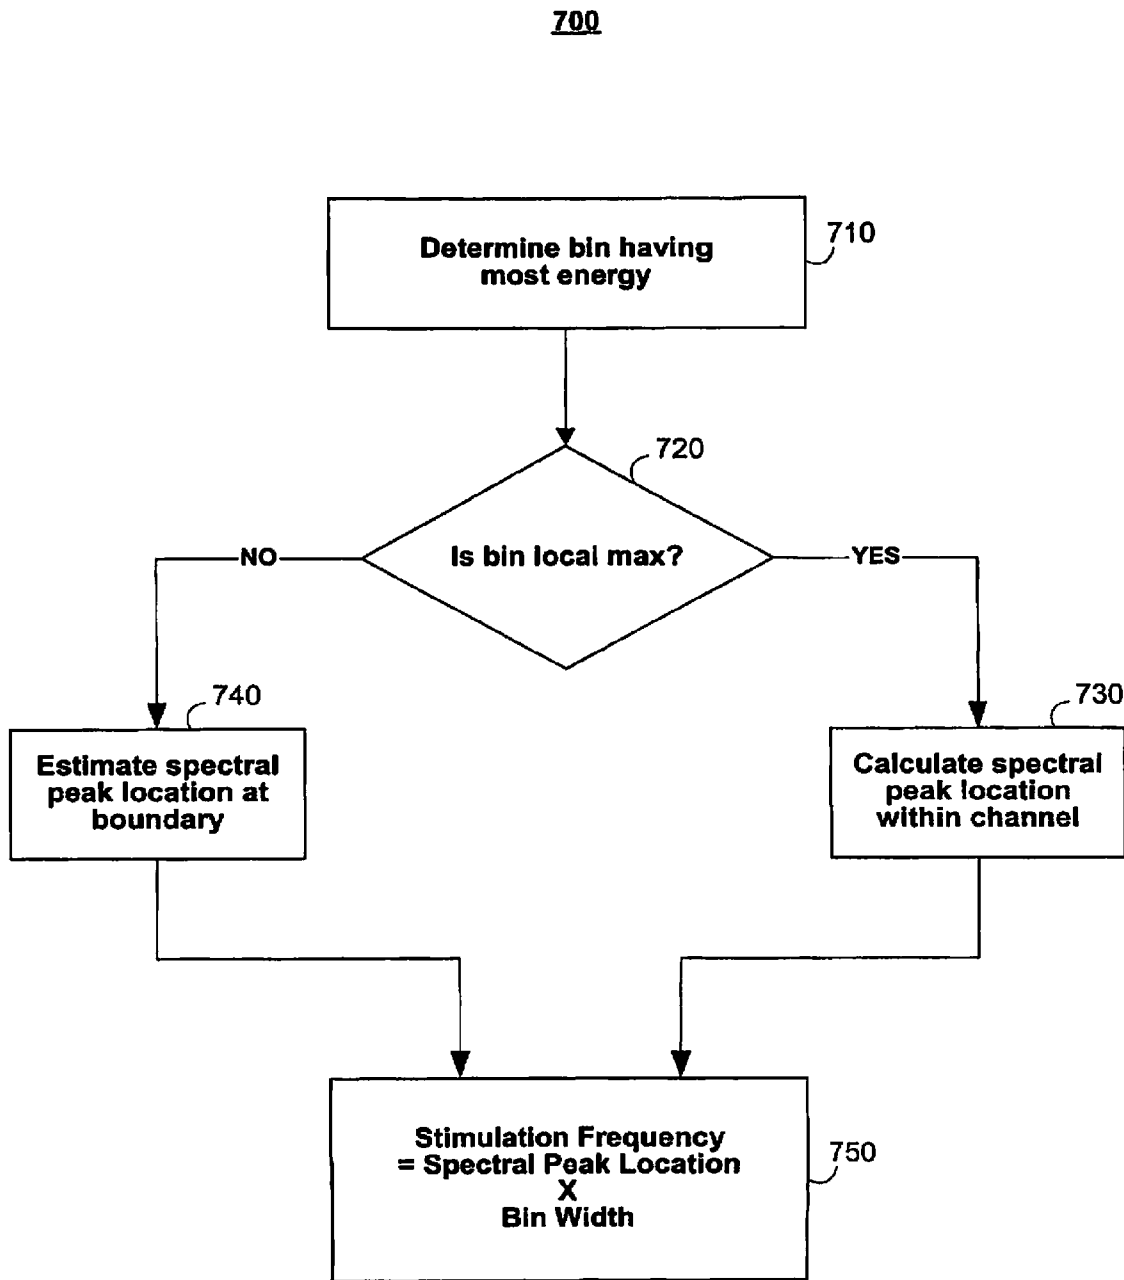 700
Determine bin having
most energy
710
720
Is bin local max?
NO
YES
740
730
Estimate spectral
peak location at
boundary
Calculate spectral
peak location
within channel
Stimulation Frequency
= Spectral Peak Location
X
Bin Width
750